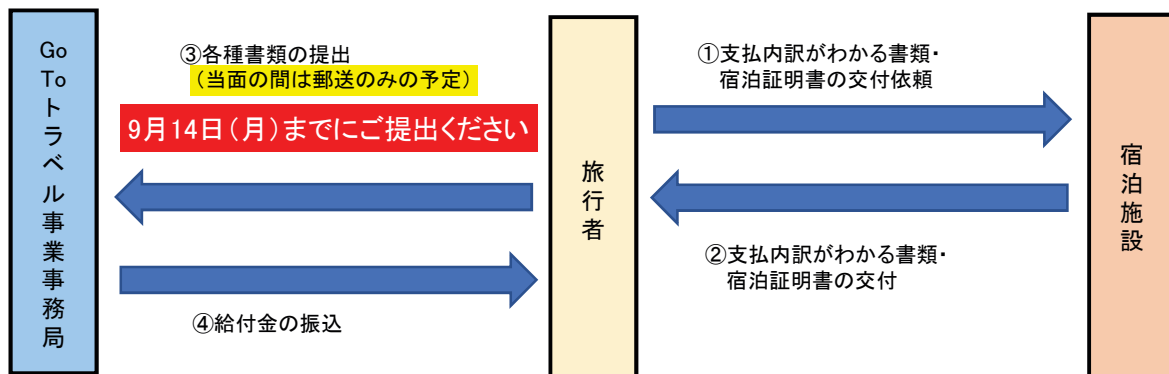 Go Toトラベル事業事務局
③各種書類の提出
（当面の間は郵送のみの予定）
9月14日（月）までにご提出ください
④給付金の振込
旅行者
①支払内訳がわかる書類・
宿泊証明書の交付依頼
②支払内訳がわかる書類・
宿泊証明書の交付
宿泊施設